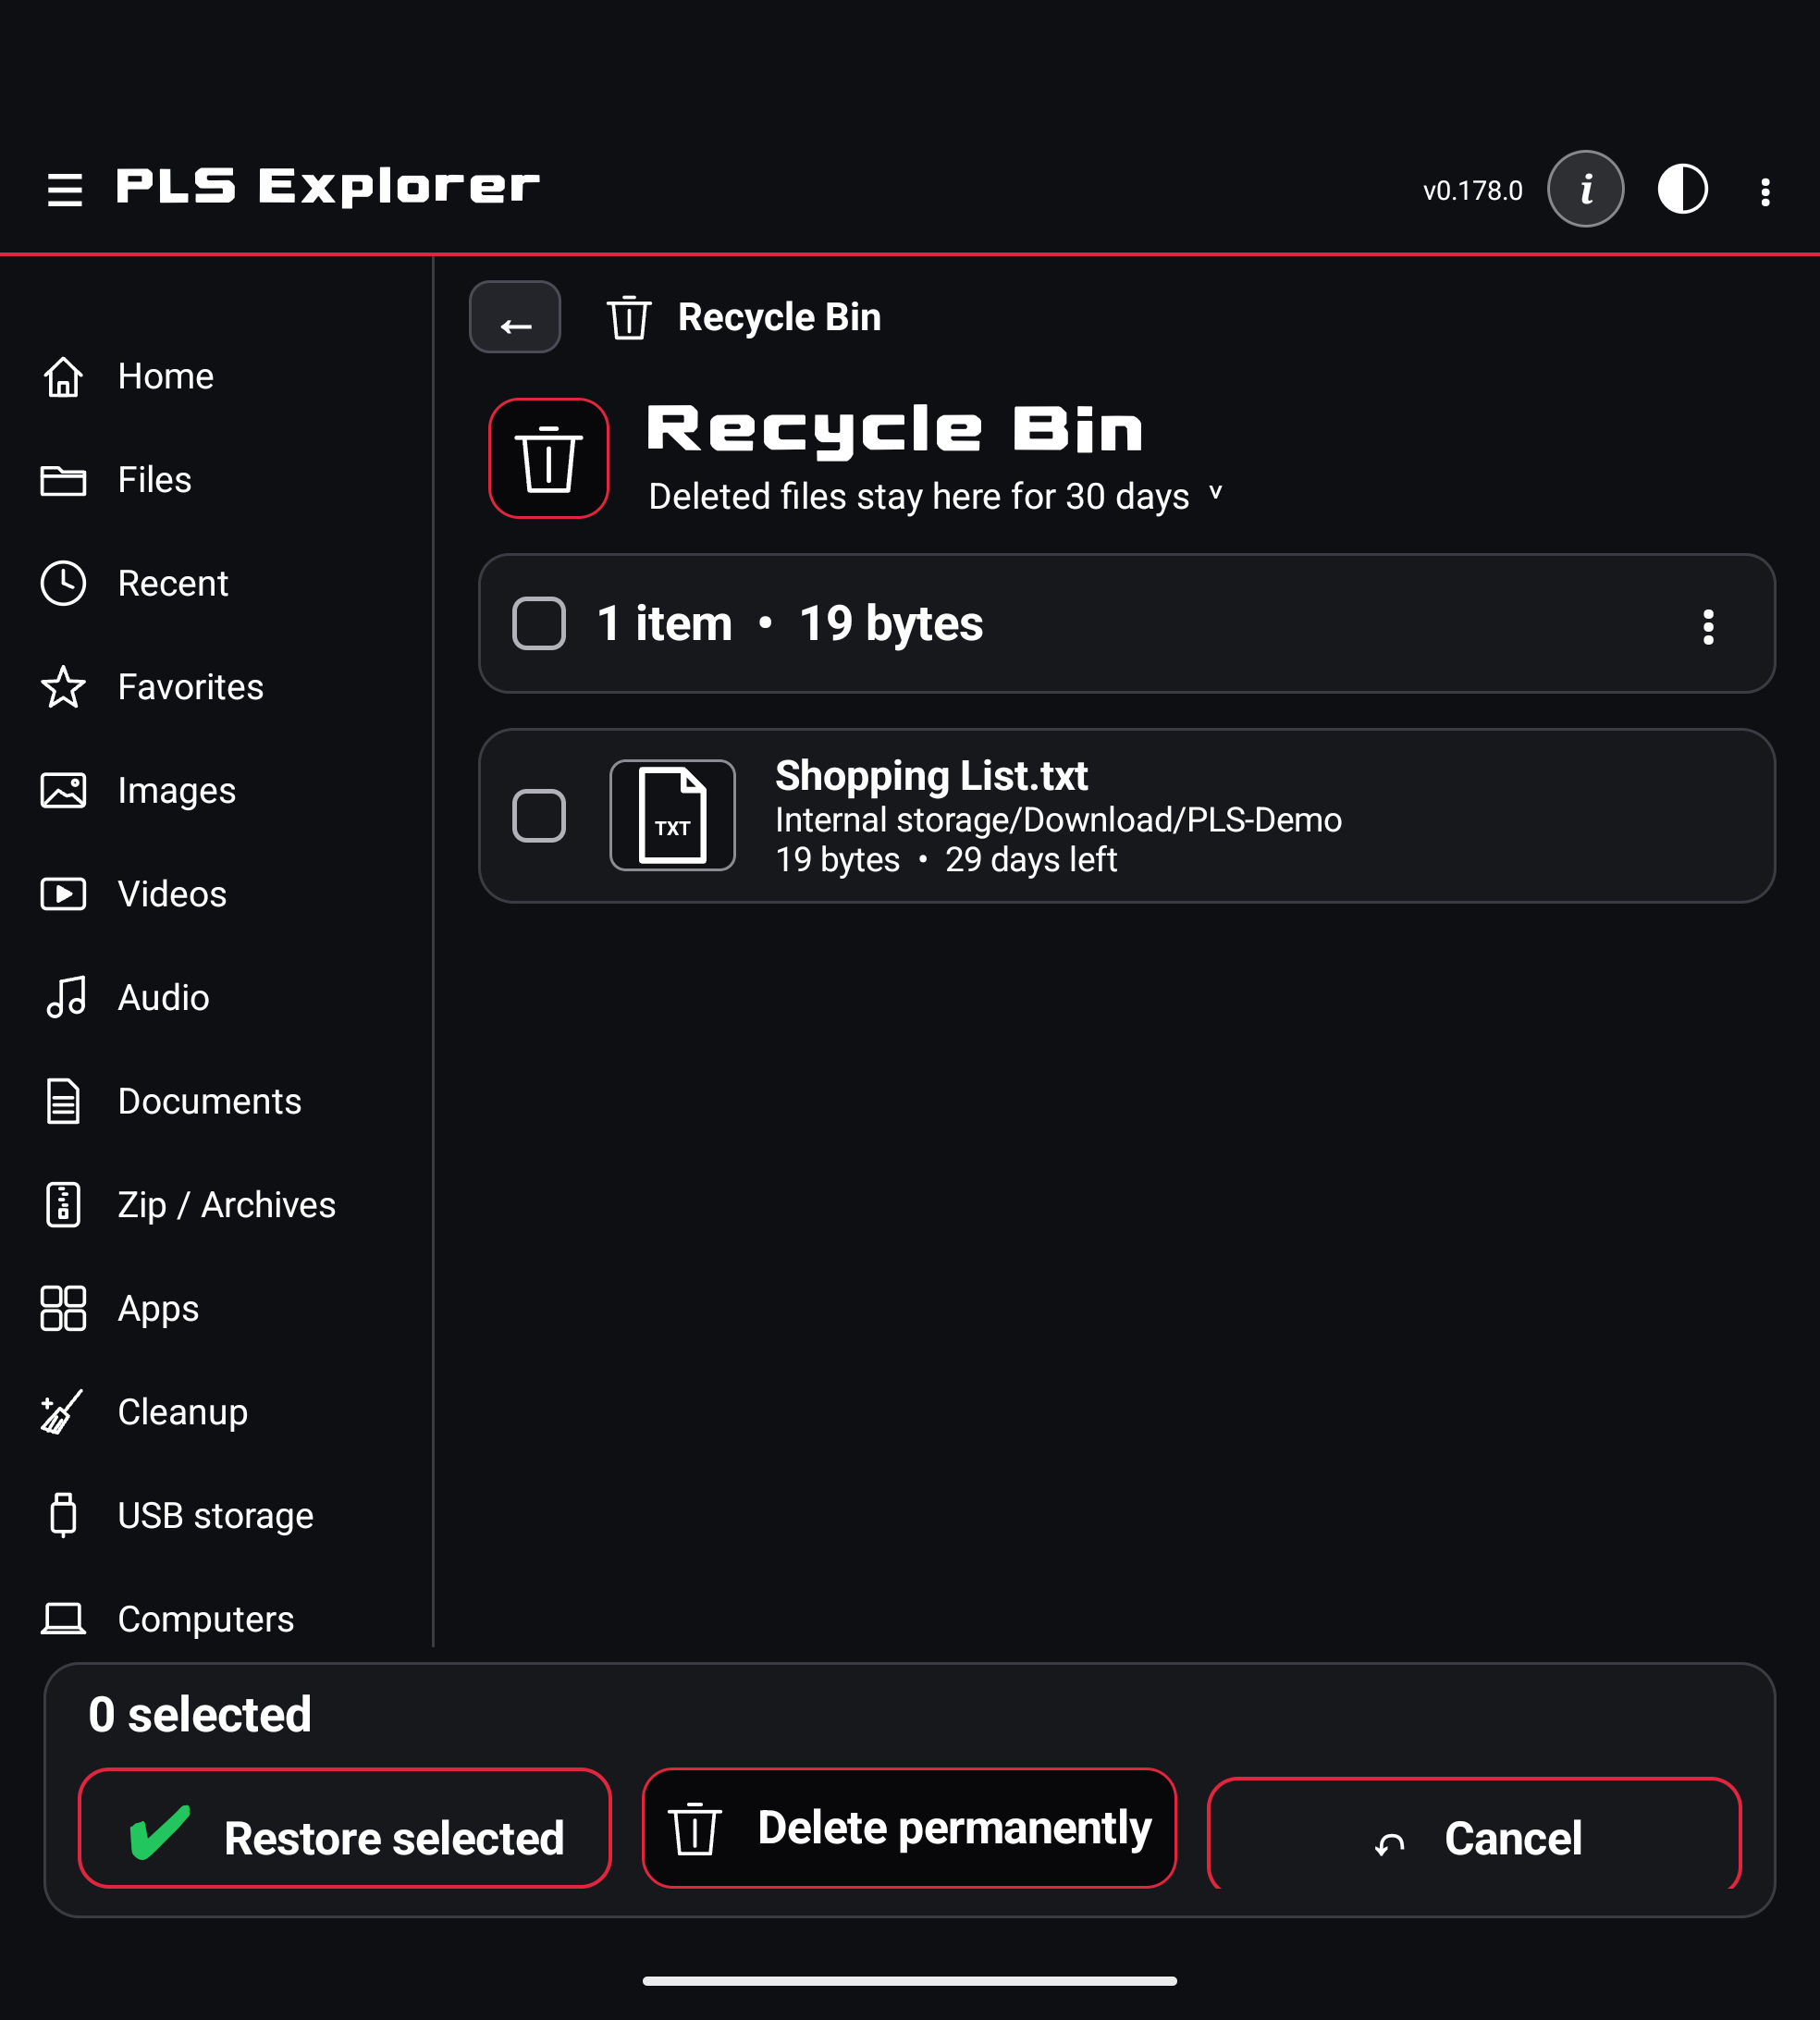 PLS Explorer
v0.178.0
Home
Files
Recent
Favorites
Images
Videos
Audio
Documents
Zip / Archives
Apps
Cleanup
USB storage
Computers
Recycle Bin
Recycle Bin
Deleted files stay here for 30 days
1 item • 19 bytes
TXT
Shopping List.txt
Internal storage/Download/PLS-Demo
19 bytes • 29 days left
0 selected
Restore selected
Delete permanently
Cancel